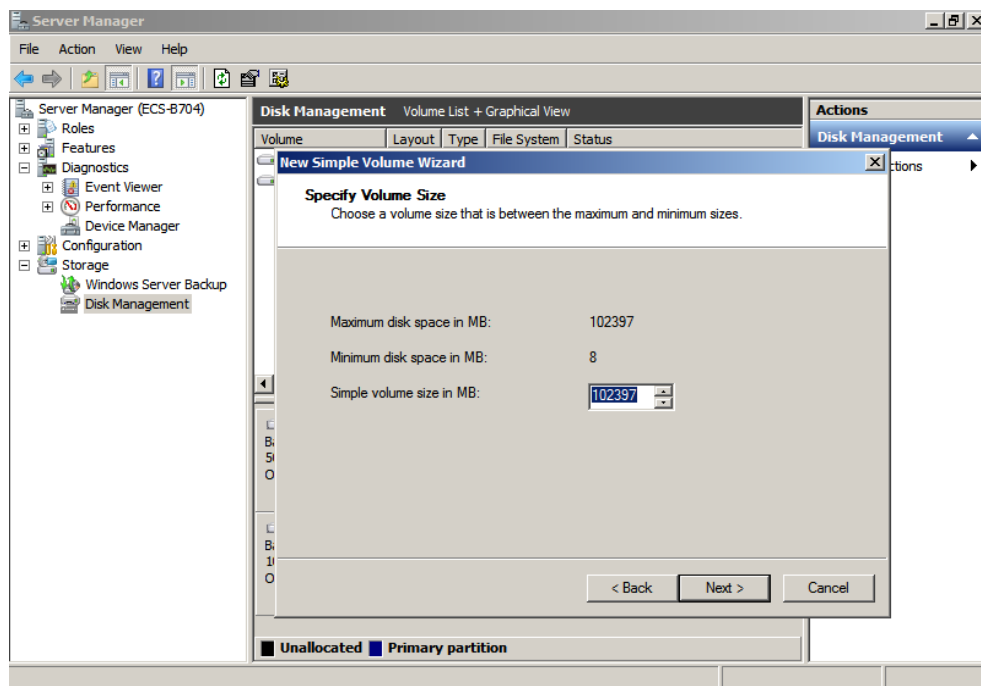 Server Manager
File Action View Help
Server Manager (ECS-B704)
Roles
Features
Diagnostics
Event Viewer
Performance
Device Manager
Configuration
Storage
Windows Server Backup
Disk Management
Disk Management Volume List + Graphical View
Volume Layout Type File System Status
New Simple Volume Wizard
Specify Volume Size
Choose a volume size that is between the maximum and minimum sizes.
Maximum disk space in MB: 102397
Minimum disk space in MB: 8
Simple volume size in MB: 102397
< Back Next > Cancel
Unallocated Primary partition
Actions
Disk Management